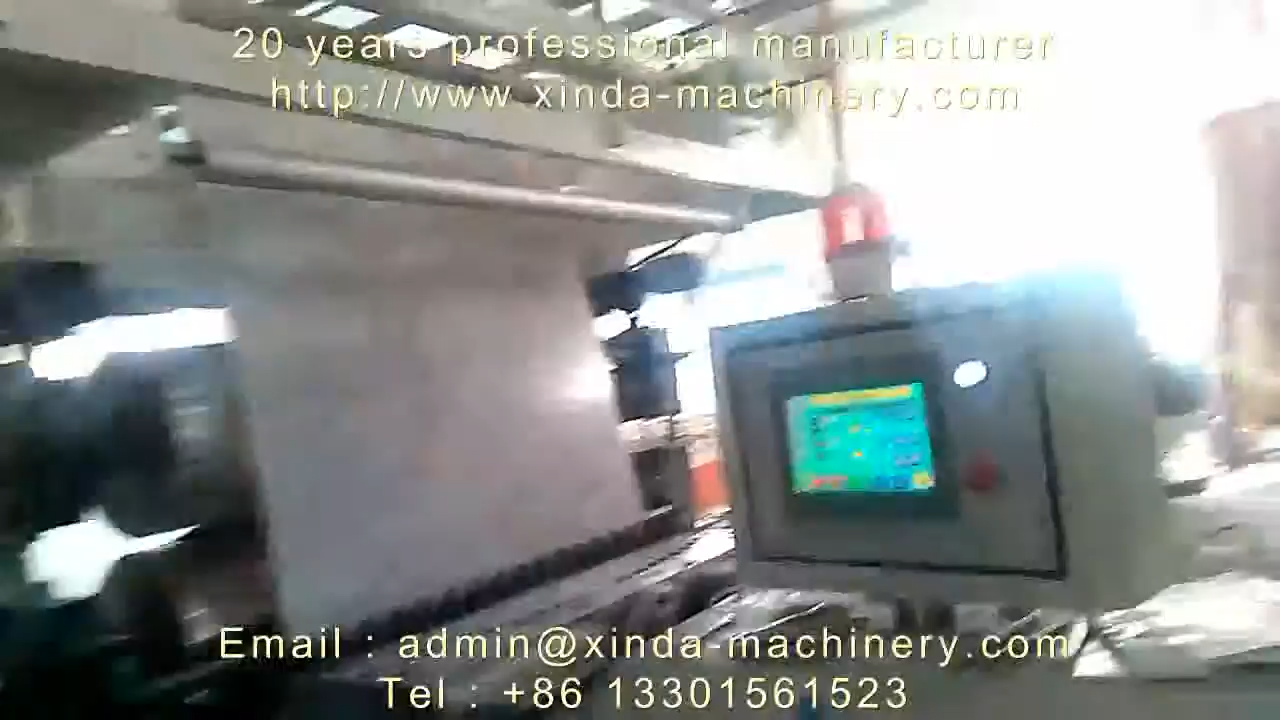 20 years professional manufacturer
http://www xinda-machinery.com
Email : admin@xinda-machinery.com
Tel : +86 13301561523